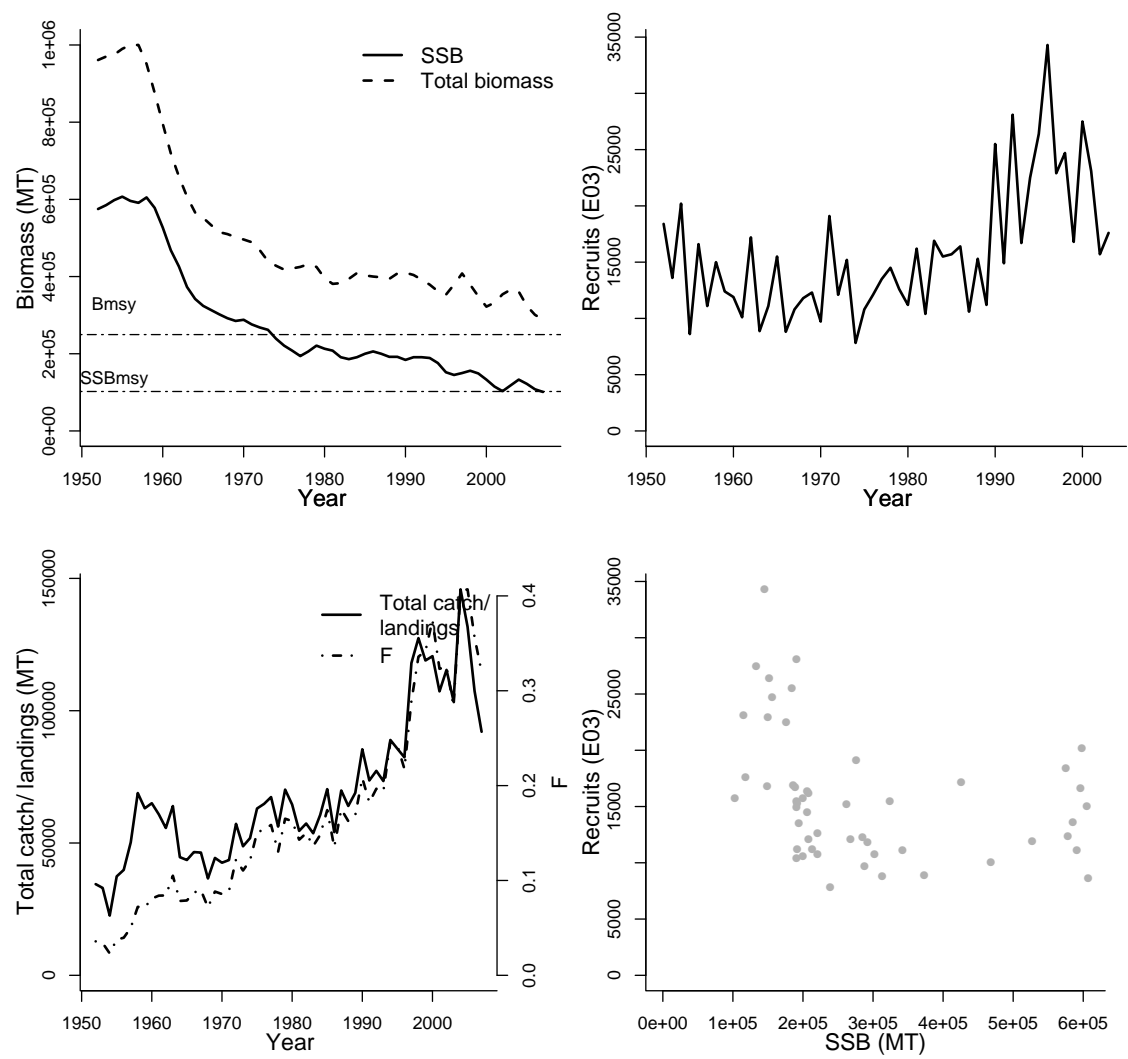 SSB
Total biomass
1e+06
8e+05
6e+05
4e+05
2e+05
0e+00
Biomass (MT)
Bmsy
SSBmsy
1950 1960 1970 1980 1990 2000
Year
35000
25000
15000
5000
0
Recruits (E03)
1950 1960 1970 1980 1990 2000
Year
150000
100000
50000
0
Total catch/ landings (MT)
Total catch/
landings
F
0.4
0.3
0.2
0.1
0.0
F
1950 1960 1970 1980 1990 2000
Year
35000
25000
15000
5000
0
Recruits (E03)
0e+00 1e+05 2e+05 3e+05 4e+05 5e+05 6e+05
SSB (MT)